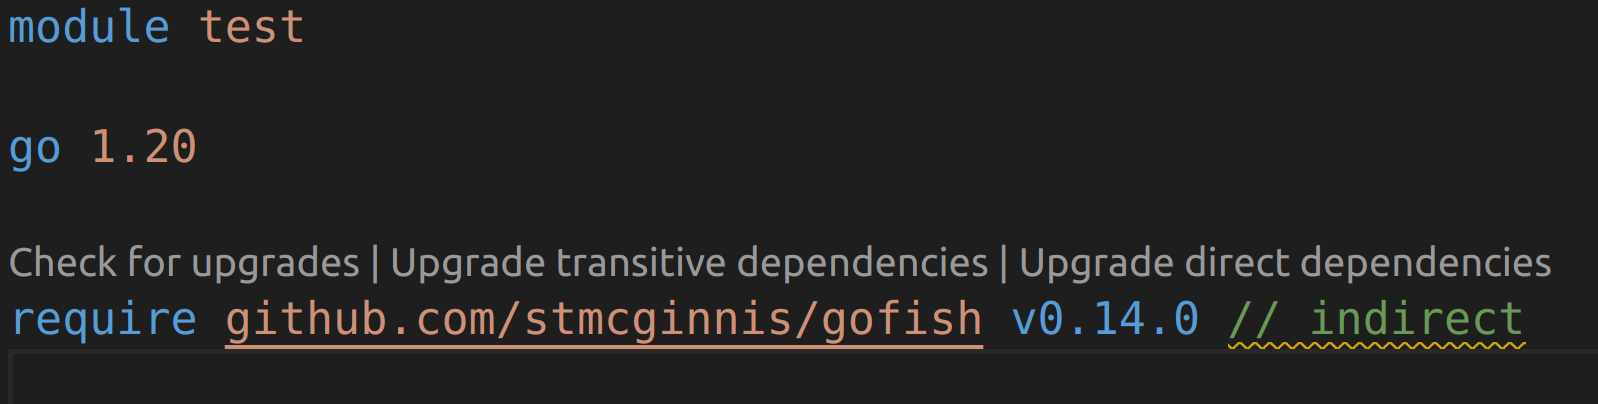 module test
go 1.20
Check for upgrades | Upgrade transitive dependencies | Upgrade direct dependencies
require github.com/stmcginnis/gofish v0.14.0 // indirect